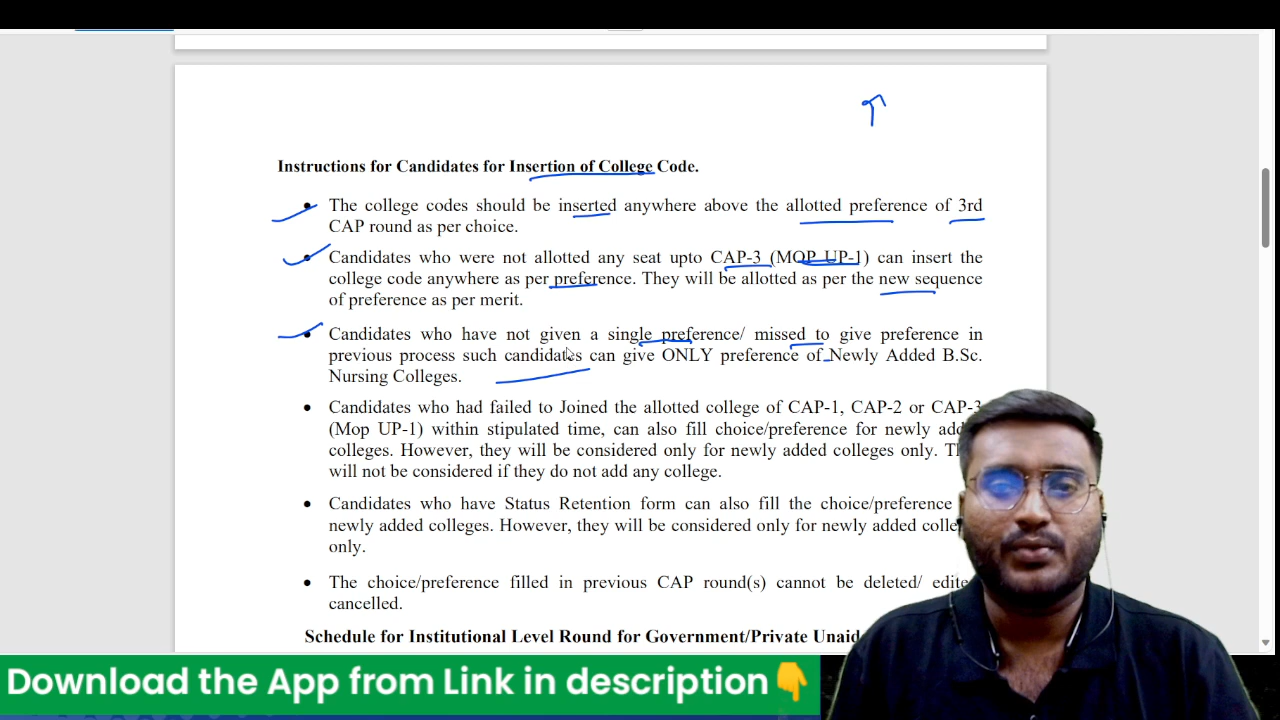 Instructions for Candidates for Insertion of College Code.
• The college codes should be inserted anywhere above the allotted preference of 3rd
CAP round as per choice.
• Candidates who were not allotted any seat upto CAP-3 (MOP UP-1) can insert the
college code anywhere as per preference. They will be allotted as per the new sequence
of preference as per merit.
• Candidates who have not given a single preference/ missed to give preference in
previous process such candidates can give ONLY preference of Newly Added B.Sc.
Nursing Colleges.
• Candidates who had failed to Joined the allotted college of CAP-1, CAP-2 or CAP-3
(Mop UP-1) within stipulated time, can also fill choice/preference for newly
colleges. However, they will be considered only for newly added colleges only.
will not be considered if they do not add any college.
• Candidates who have Status Retention form can also fill the choice/preference
newly added colleges. However, they will be considered only for newly added
only.
• The choice/preference filled in previous CAP round(s) cannot be deleted/
cancelled.
Schedule for Institutional Level Round for Government/Private
Download the App from Link in description👇